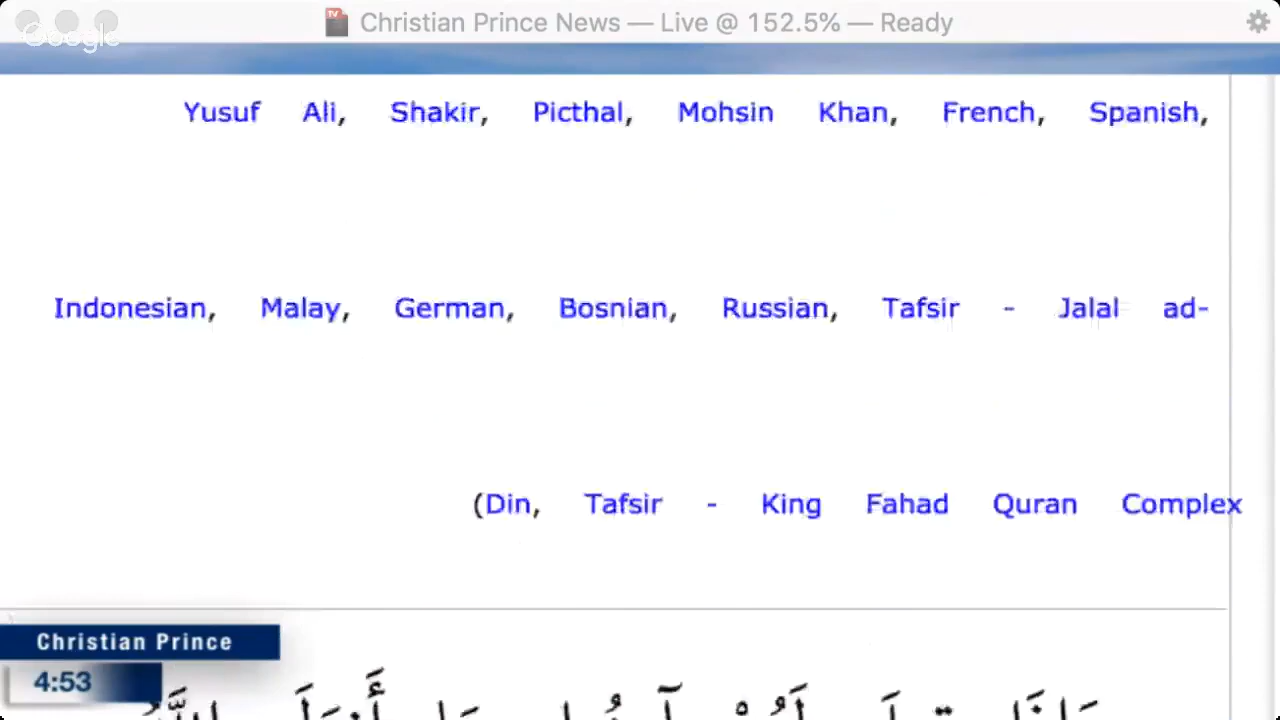 Christian Prince News — Live @ 152.5% — Ready
Google
Yusuf Ali, Shakir, Picthal, Mohsin Khan, French, Spanish,
Indonesian, Malay, German, Bosnian, Russian, Tafsir - Jalal ad-
(Din, Tafsir - King Fahad Quran Complex
Christian Prince
4:53